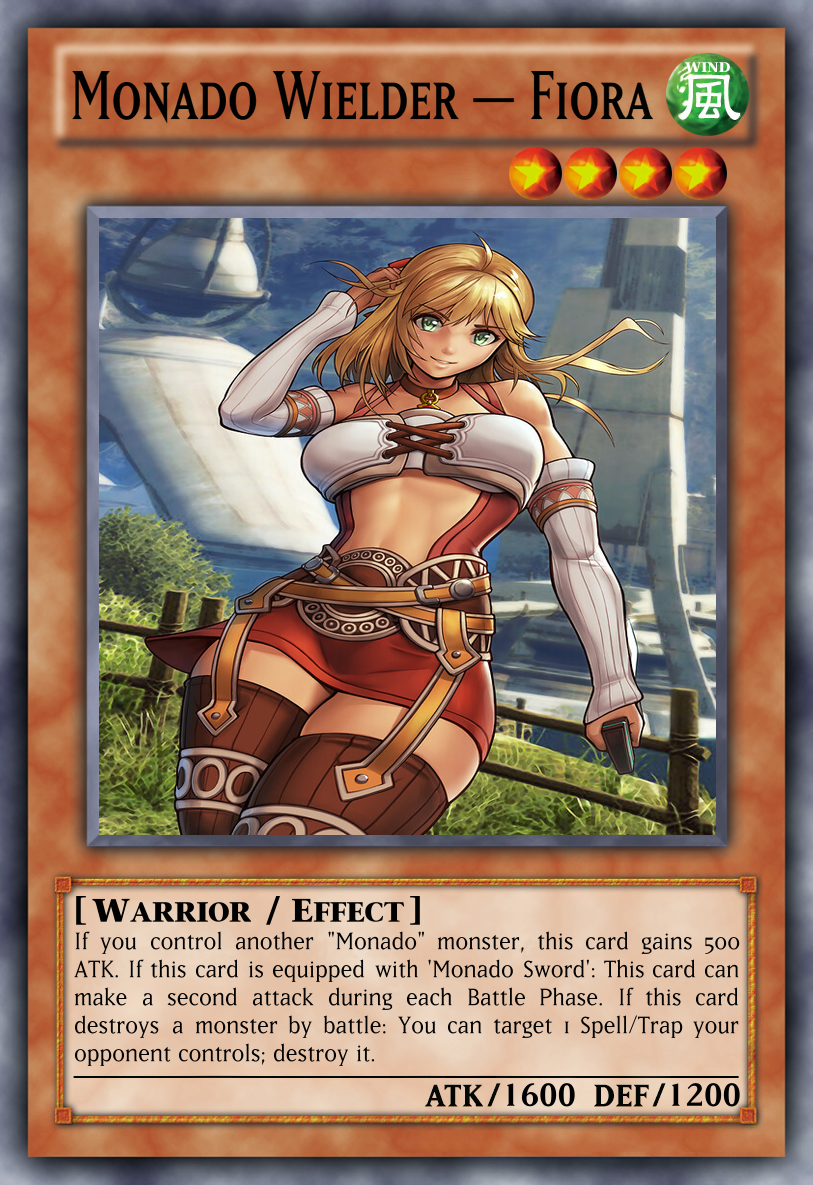 Monado Wielder — Fiora
WIND
風
[ Warrior / Effect ]
If you control another "Monado" monster, this card gains 500
ATK. If this card is equipped with 'Monado Sword': This card can
make a second attack during each Battle Phase. If this card
destroys a monster by battle: You can target 1 Spell/Trap your
opponent controls; destroy it.
ATK/1600 DEF/1200